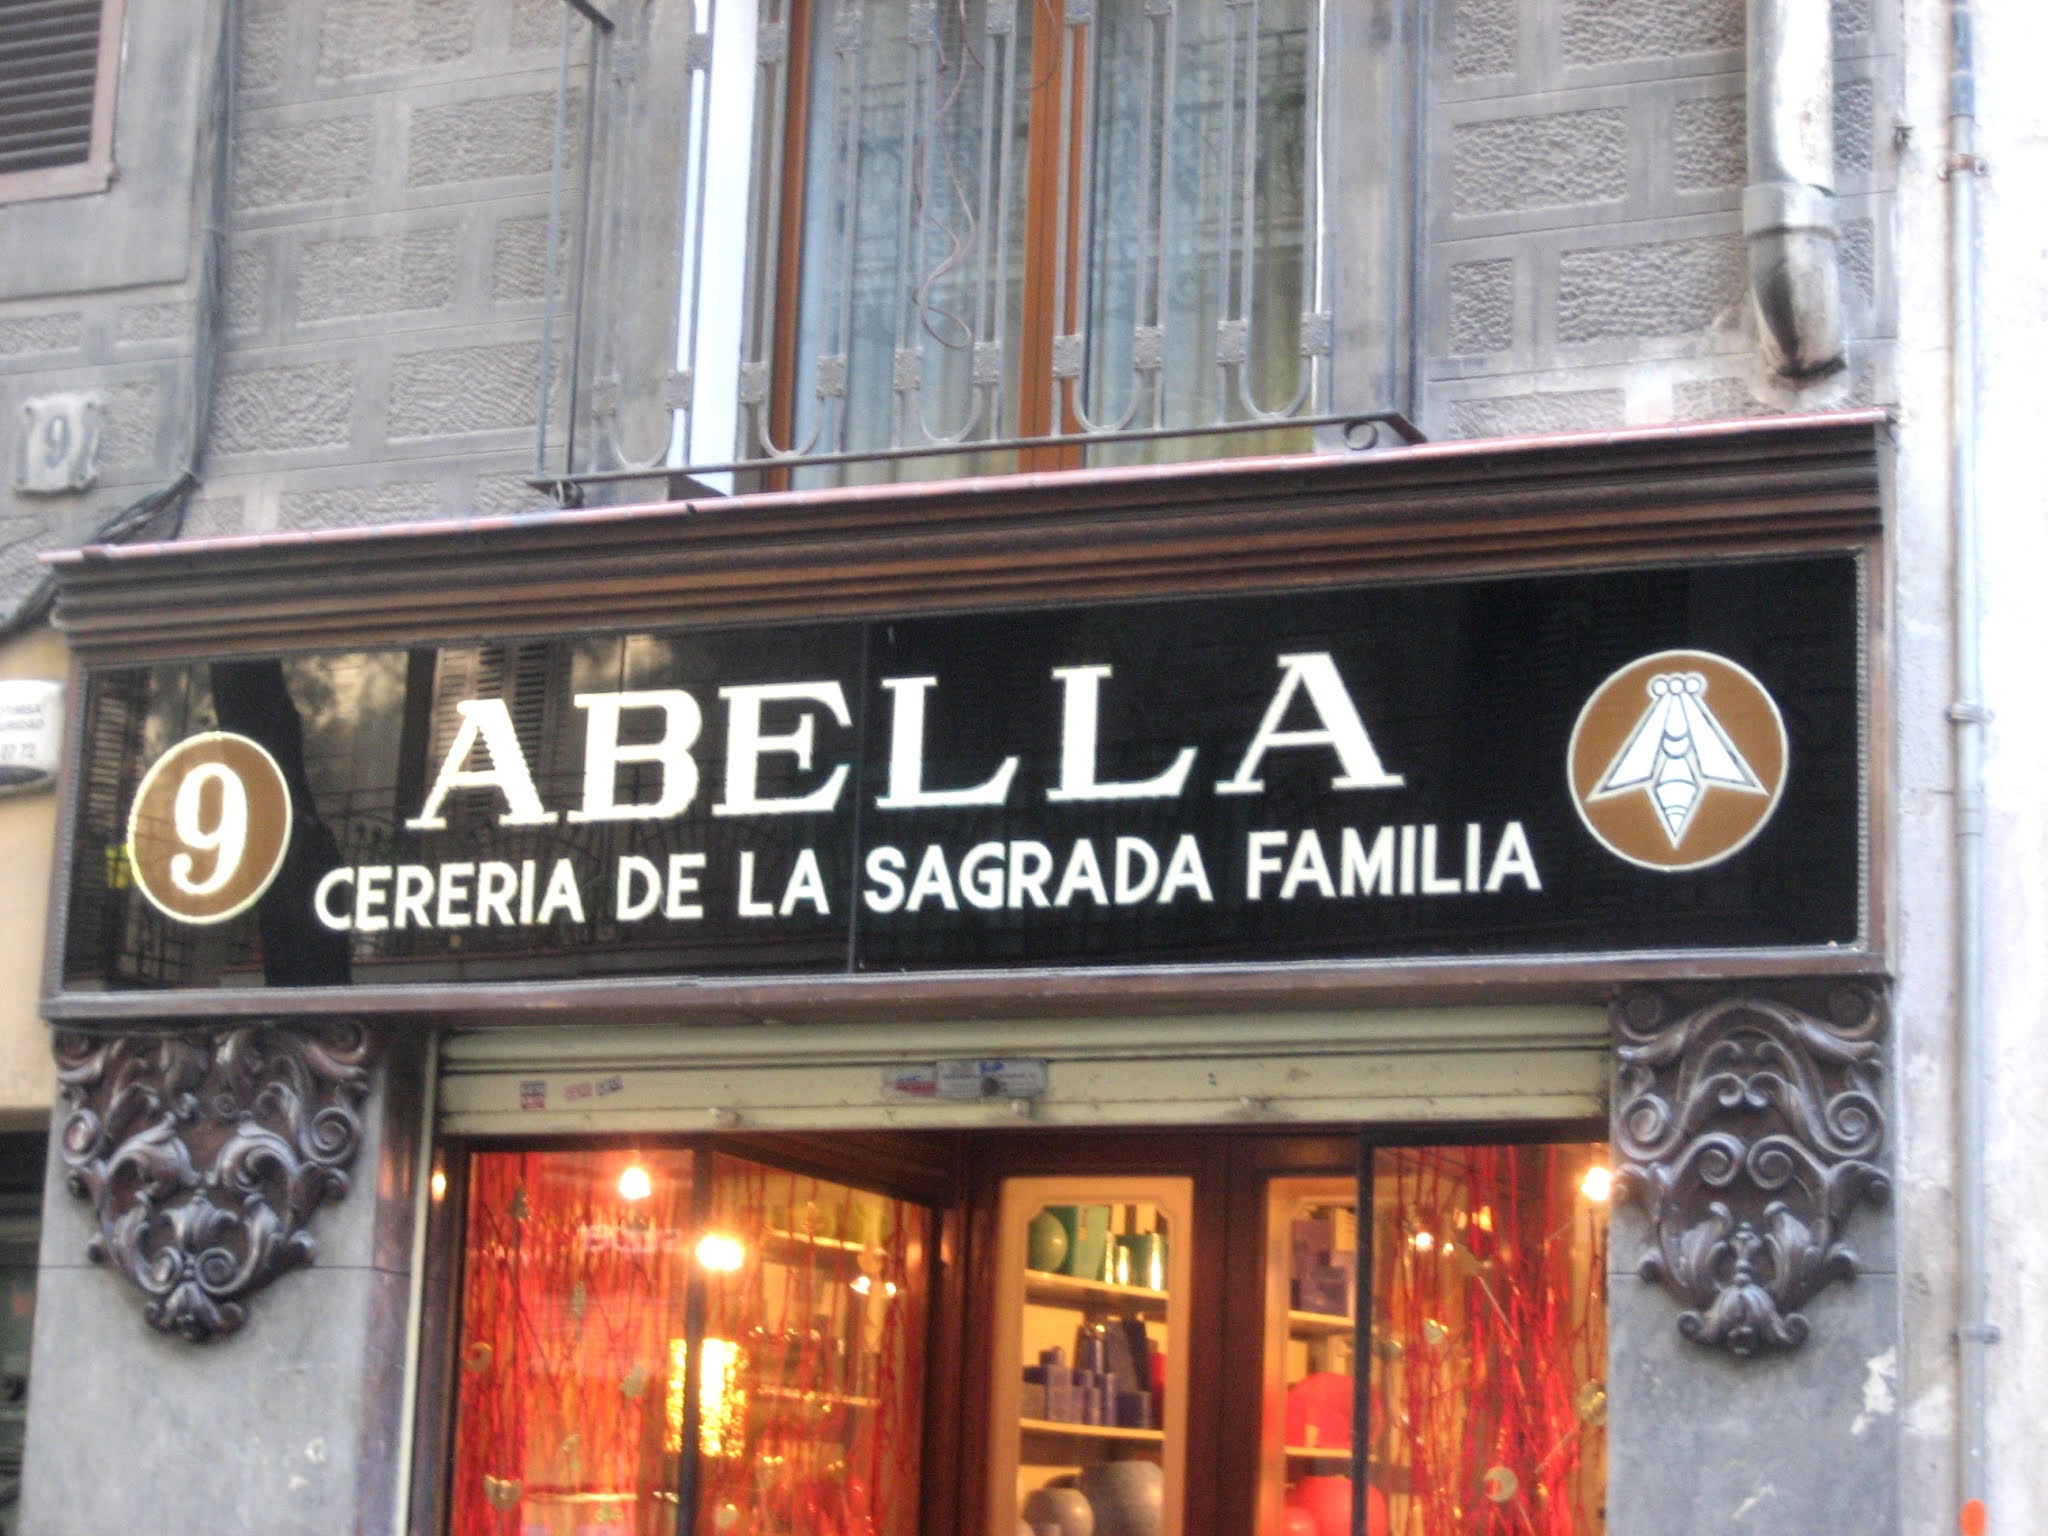 9
9 ABELLA
CERERIA DE LA SAGRADA FAMILIA